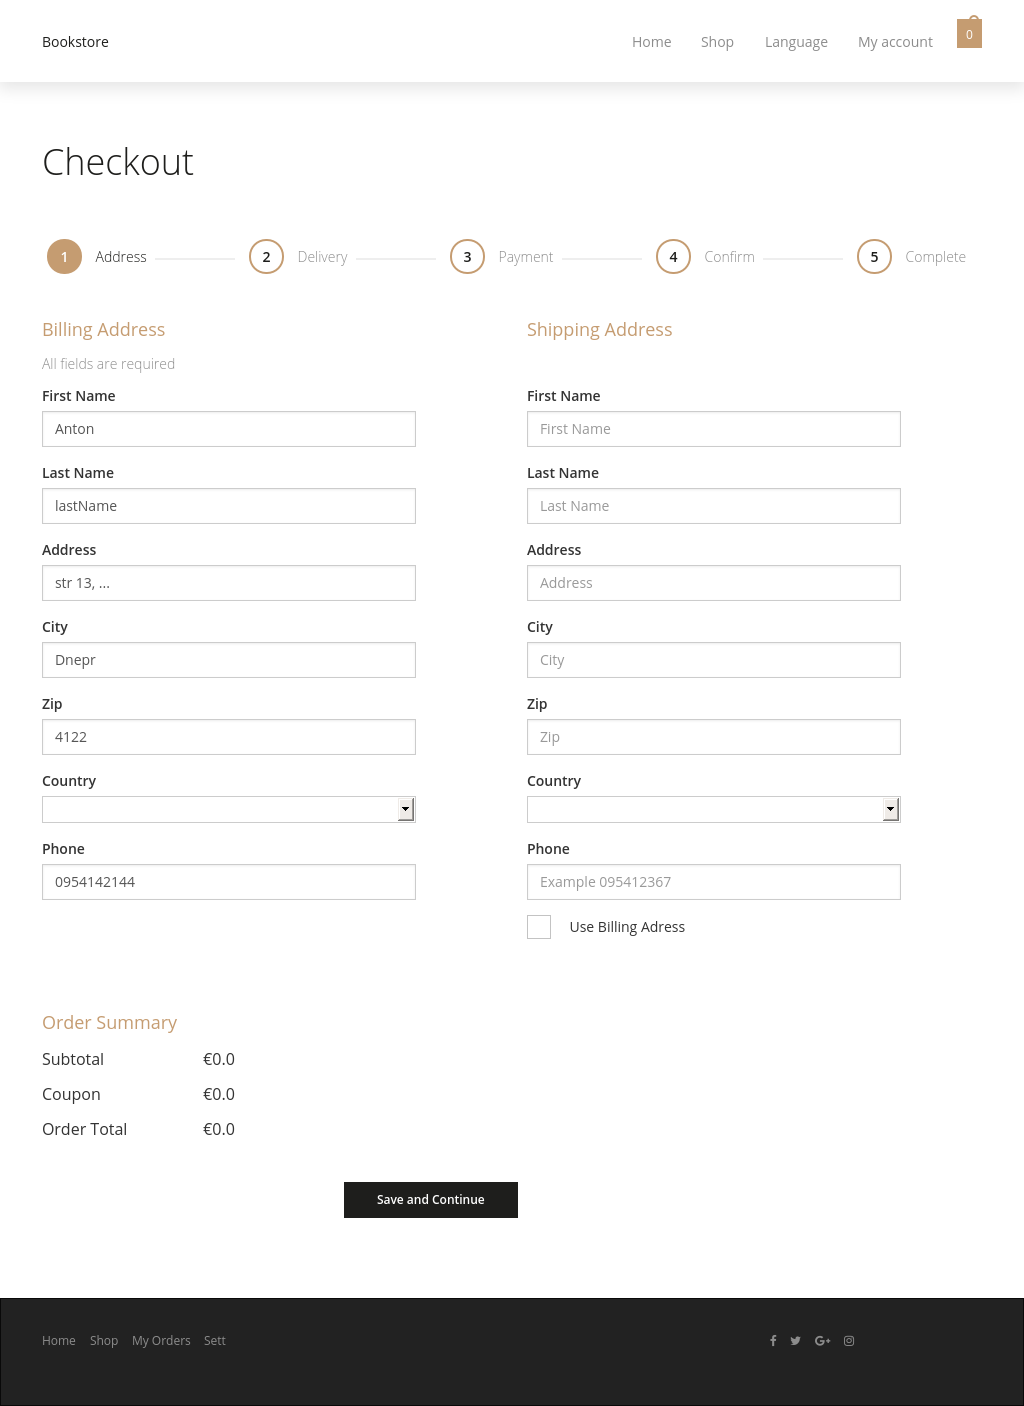 Bookstore
Home Shop Language My account 0
Checkout
1 Address 2 Delivery 3 Payment 4 Confirm 5 Complete
Billing Address
All fields are required
First Name
Anton
Last Name
lastName
Address
str 13, ...
City
Dnepr
Zip
4122
Country
Phone
0954142144
Shipping Address
First Name
First Name
Last Name
Last Name
Address
Address
City
City
Zip
Zip
Country
Phone
Example 095412367
Use Billing Adress
Order Summary
Subtotal €0.0
Coupon €0.0
Order Total €0.0
Save and Continue
Home Shop My Orders Sett